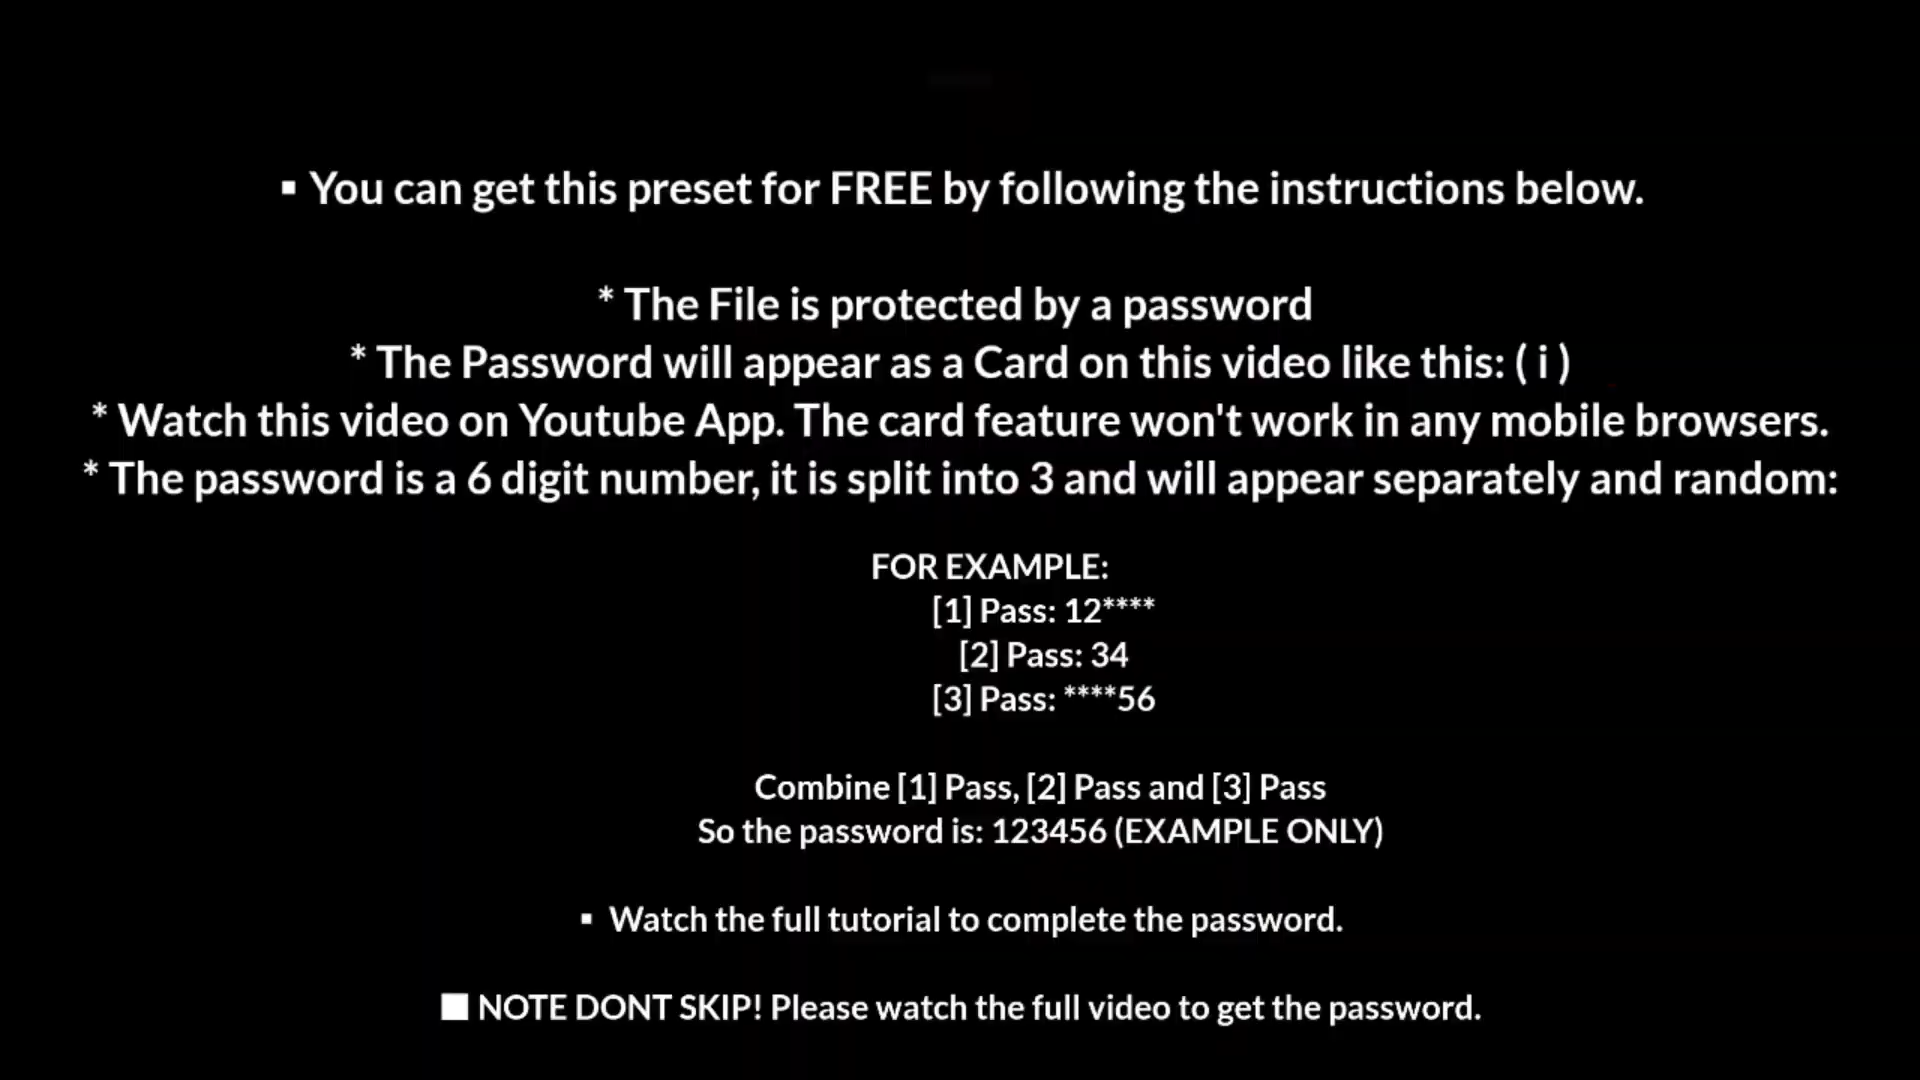 ▪ You can get this preset for FREE by following the instructions below.
* The File is protected by a password
* The Password will appear as a Card on this video like this: ( i )
* Watch this video on Youtube App. The card feature won't work in any mobile browsers.
* The password is a 6 digit number, it is split into 3 and will appear separately and random:
FOR EXAMPLE:
[1] Pass: 12****
[2] Pass: 34
[3] Pass: ****56
Combine [1] Pass, [2] Pass and [3] Pass
So the password is: 123456 (EXAMPLE ONLY)
▪ Watch the full tutorial to complete the password.
■ NOTE DONT SKIP! Please watch the full video to get the password.